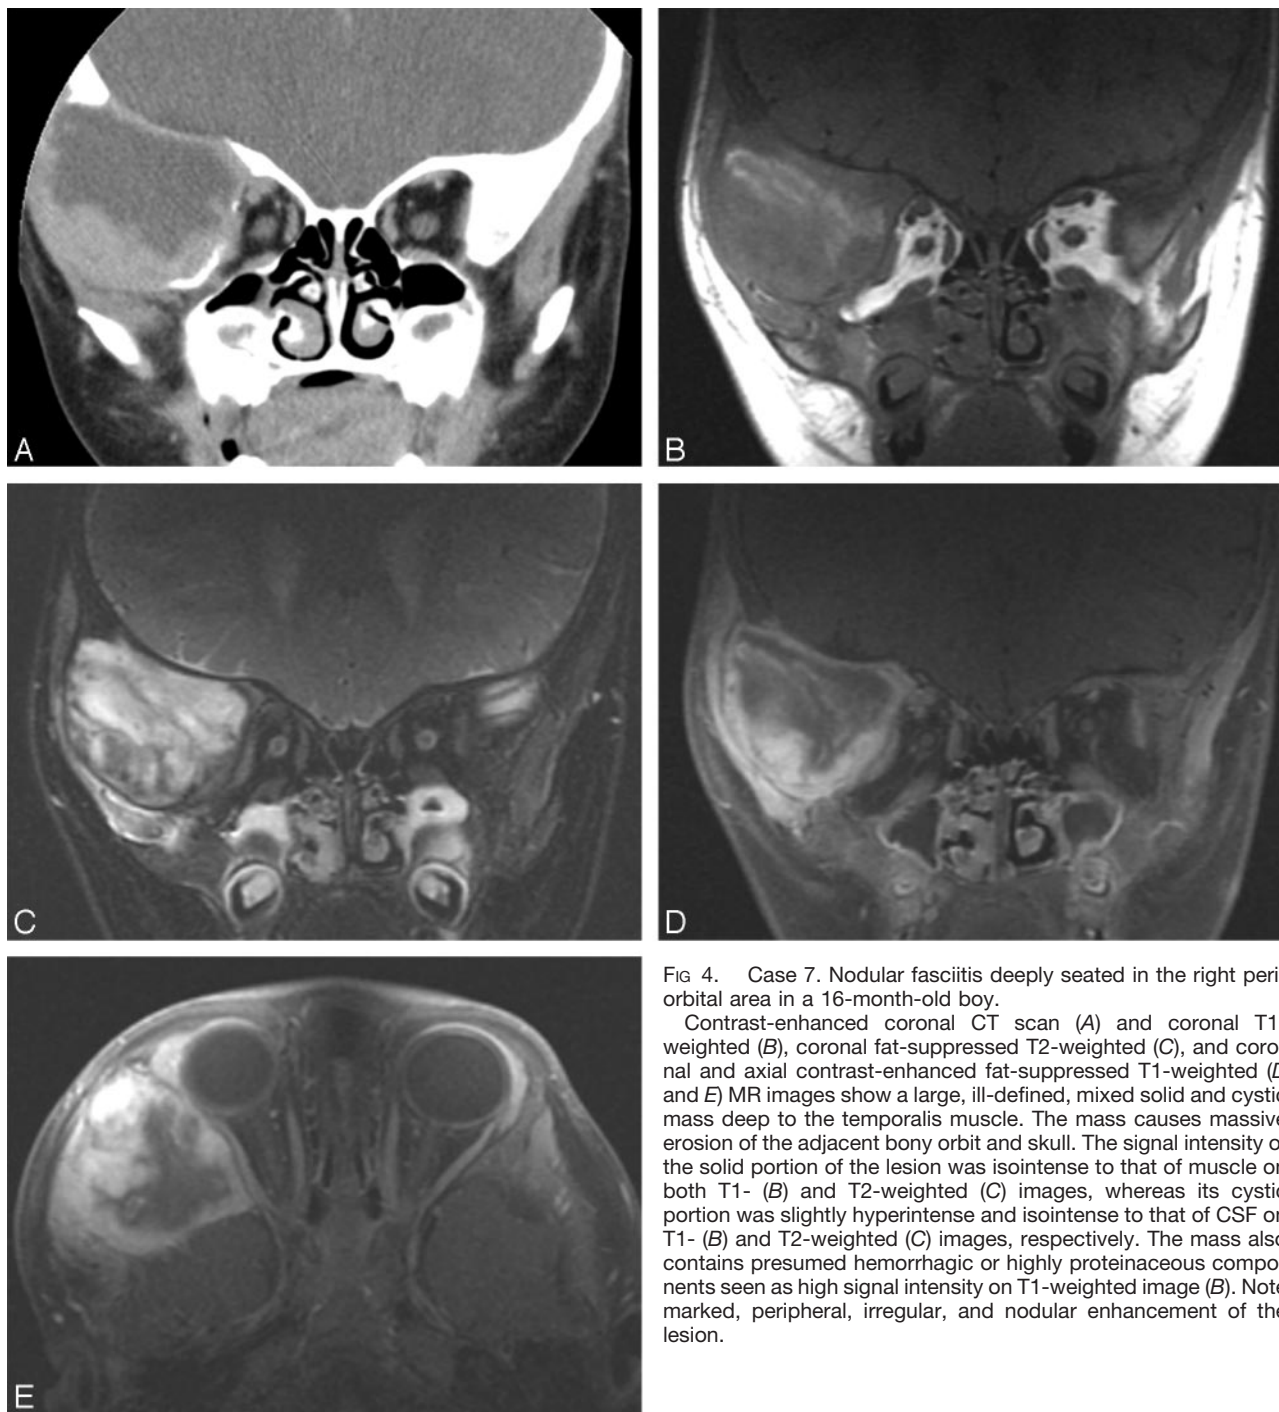 A
B
C
D
E
FIG 4. Case 7. Nodular fasciitis deeply seated in the right peri
orbital area in a 16-month-old boy.
Contrast-enhanced coronal CT scan (A) and coronal T1
weighted (B), coronal fat-suppressed T2-weighted (C), and coro
nal and axial contrast-enhanced fat-suppressed T1-weighted (D
and E) MR images show a large, ill-defined, mixed solid and cystic
mass deep to the temporalis muscle. The mass causes massive
erosion of the adjacent bony orbit and skull. The signal intensity o
the solid portion of the lesion was isointense to that of muscle on
both T1- (B) and T2-weighted (C) images, whereas its cystic
portion was slightly hyperintense and isointense to that of CSF on
T1- (B) and T2-weighted (C) images, respectively. The mass also
contains presumed hemorrhagic or highly proteinaceous compo
nents seen as high signal intensity on T1-weighted image (B). Note
marked, peripheral, irregular, and nodular enhancement of the
lesion.